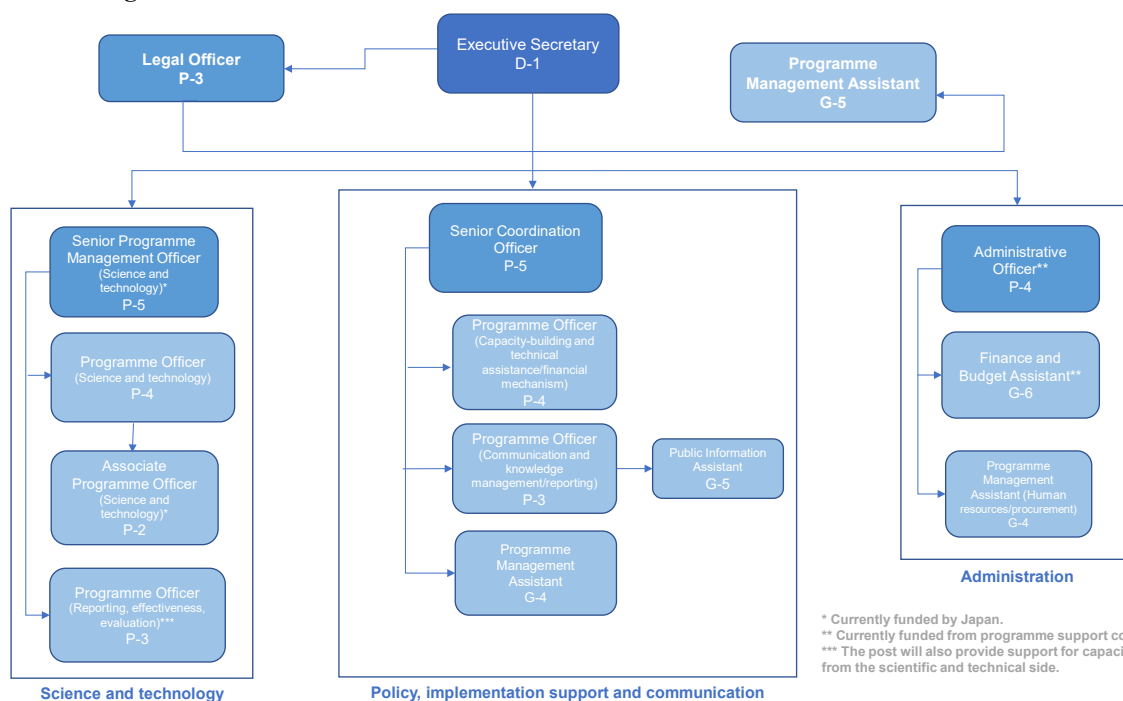 Executive Secretary
D-1
Legal Officer
P-3
Programme
Management Assistant
G-5
Senior Programme
Management Officer
(Science and
technology)*
P-5
Programme Officer
(Science and technology)
P-4
Associate
Programme Officer
(Science and
technology)*
P-2
Programme Officer
(Reporting, effectiveness,
evaluation)***
P-3
Science and technology
Senior Coordination
Officer
P-5
Programme Officer
(Capacity-building and
technical
assistance/financial
mechanism)
P-4
Programme Officer
(Communication and
knowledge
management/reporting)
P-3
Public Information
Assistant
G-5
Programme
Management
Assistant
G-4
Policy, implementation support and communication
Administrative
Officer**
P-4
Finance and
Budget Assistant**
G-6
Programme
Management
Assistant (Human
resources/procurement)
G-4
Administration
* Currently funded by Japan.
** Currently funded from programme support
*** The post will also provide support for
from the scientific and technical side.